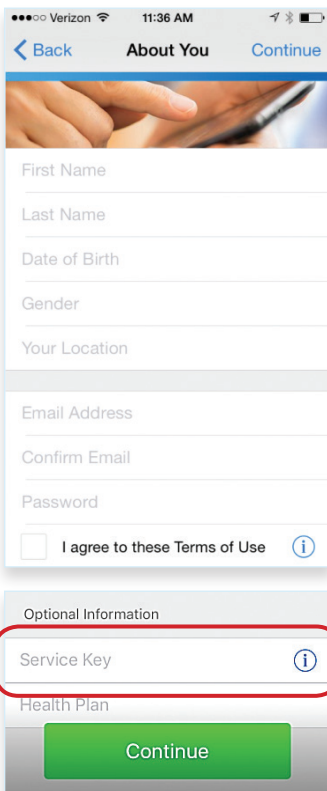 Verizon 11:36 AM
Back About You Continue
First Name
Last Name
Date of Birth
Gender
Your Location
Email Address
Confirm Email
Password
I agree to these Terms of Use i
Optional Information
Service Key i
Health Plan
Continue